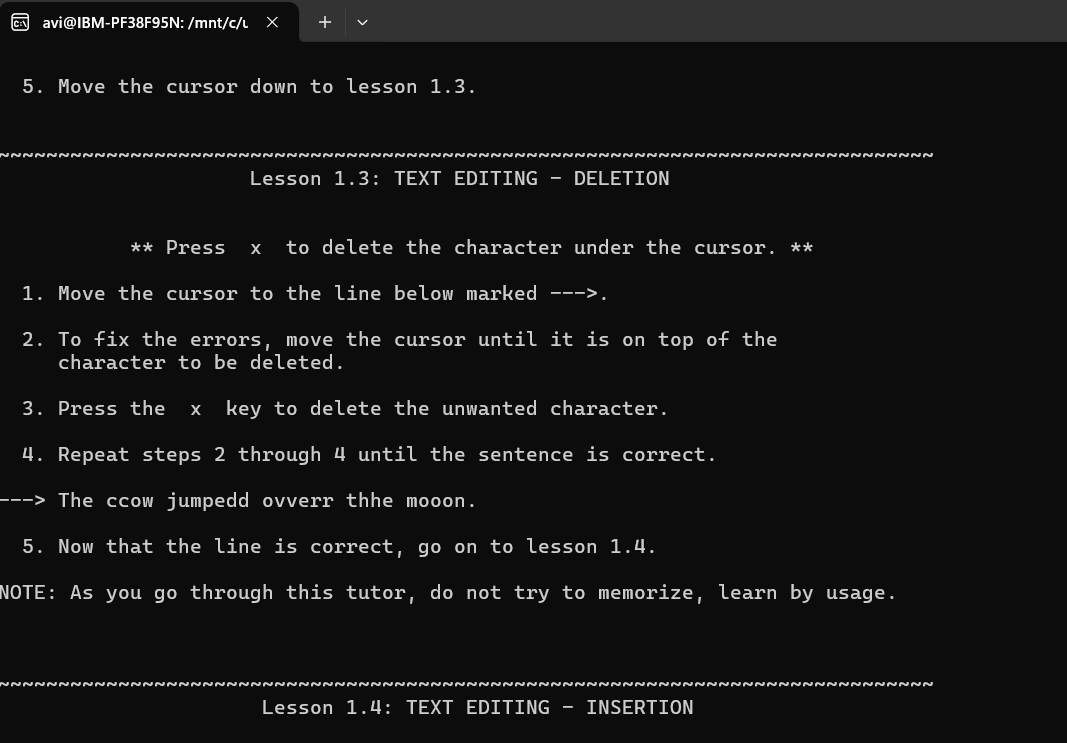 avi@IBM-PF38F95N: /mnt/c/u
5. Move the cursor down to lesson 1.3.
~~~~~~~~~~~~~~~~~~~~~~~~~~~~~~~~~~~~~~~~~~~~~~~~~~~~~~~~~~~~~~~~~~~~~~~~~~~~~~
Lesson 1.3: TEXT EDITING - DELETION
** Press  x  to delete the character under the cursor. **
1. Move the cursor to the line below marked --->.
2. To fix the errors, move the cursor until it is on top of the
character to be deleted.
3. Press the  x  key to delete the unwanted character.
4. Repeat steps 2 through 4 until the sentence is correct.
---> The ccow jumpedd ovverr thhe mooon.
5. Now that the line is correct, go on to lesson 1.4.
NOTE: As you go through this tutor, do not try to memorize, learn by usage.
~~~~~~~~~~~~~~~~~~~~~~~~~~~~~~~~~~~~~~~~~~~~~~~~~~~~~~~~~~~~~~~~~~~~~~~~~~~~~~
Lesson 1.4: TEXT EDITING - INSERTION